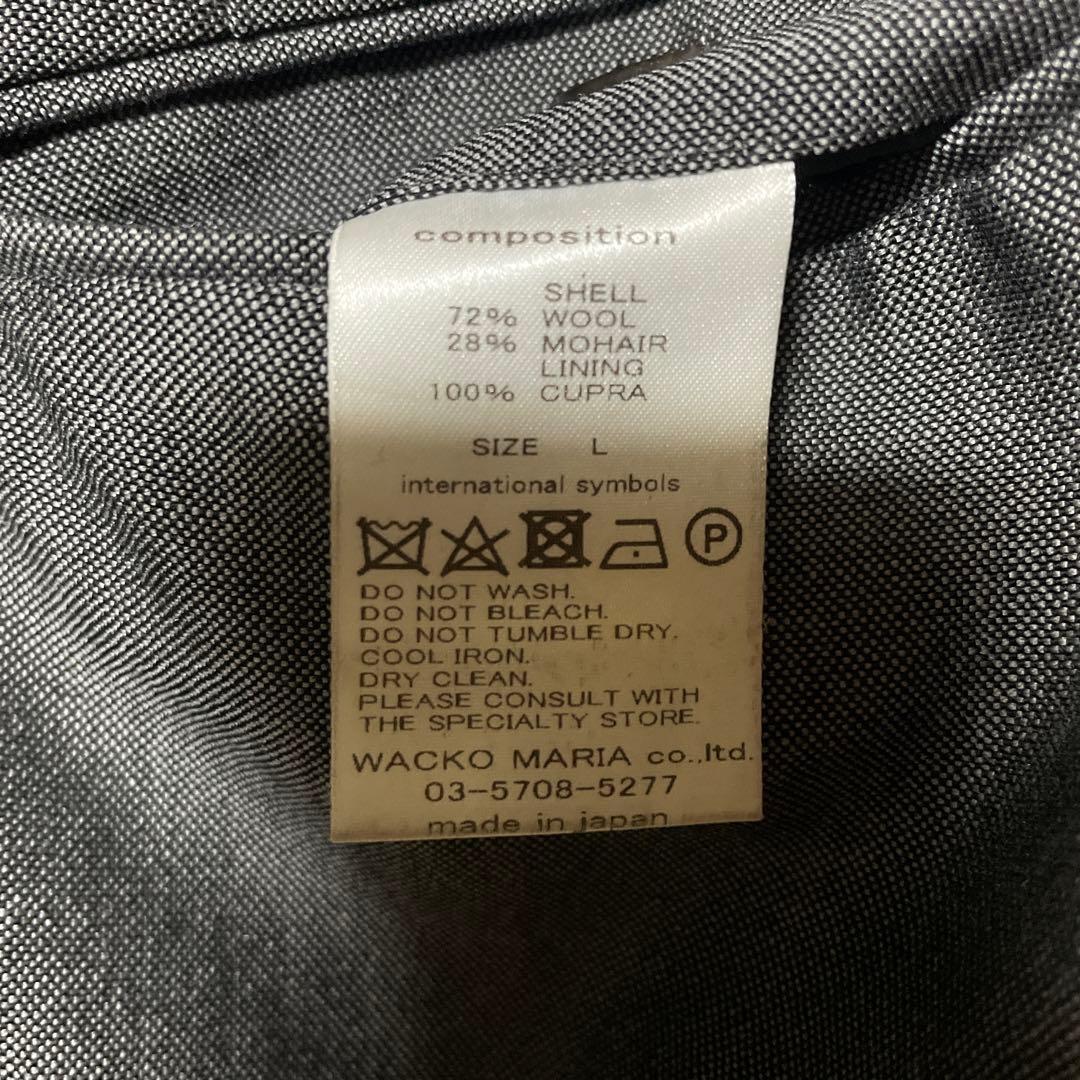 composition
SHELL
72% WOOL
28% MOHAIR
LINING
100% CUPRA
SIZE L
international symbols
P
DO NOT WASH.
DO NOT BLEACH.
DO NOT TUMBLE DRY.
COOL IRON.
DRY CLEAN.
PLEASE CONSULT WITH
THE SPECIALTY STORE.
WACKO MARIA co.,ltd.
03-5708-5277
made in japan